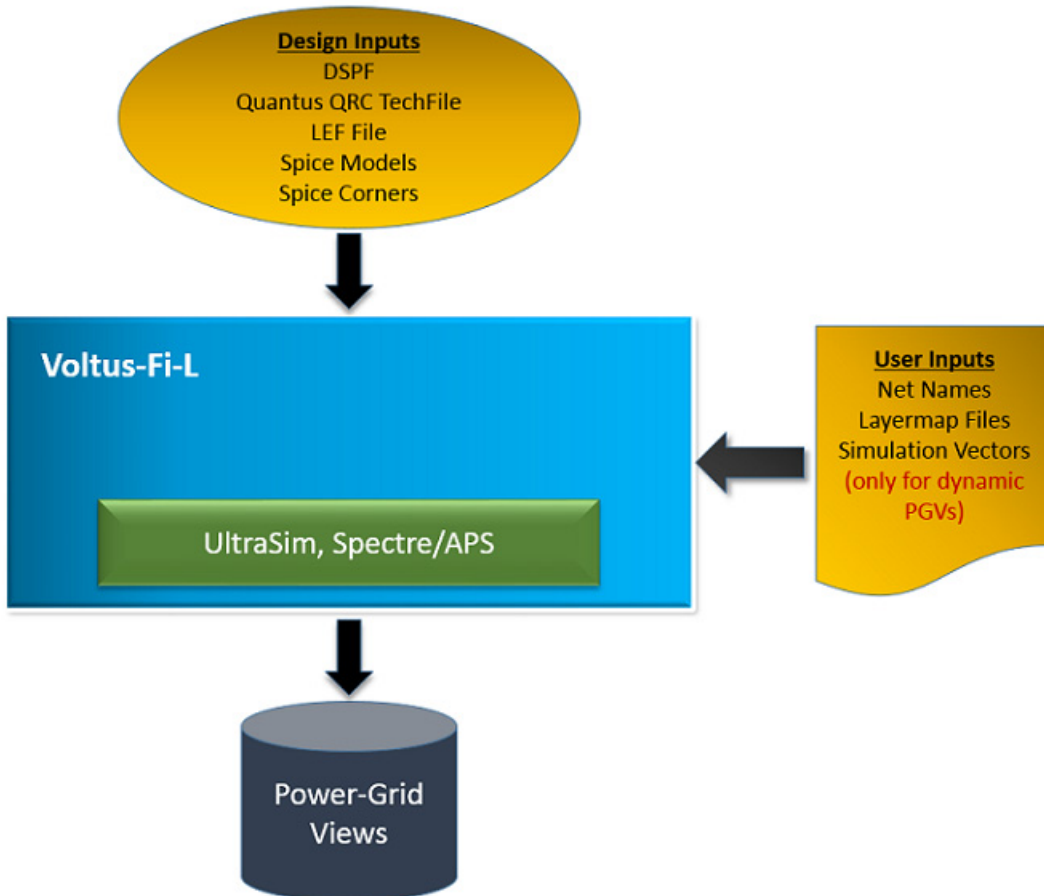 Design Inputs
DSPF
Quantus QRC TechFile
LEF File
Spice Models
Spice Corners
Voltus-Fi-L
User Inputs
Net Names
Layermap Files
Simulation Vectors
(only for dynamic
PGVs)
UltraSim, Spectre/APS
Power-Grid
Views